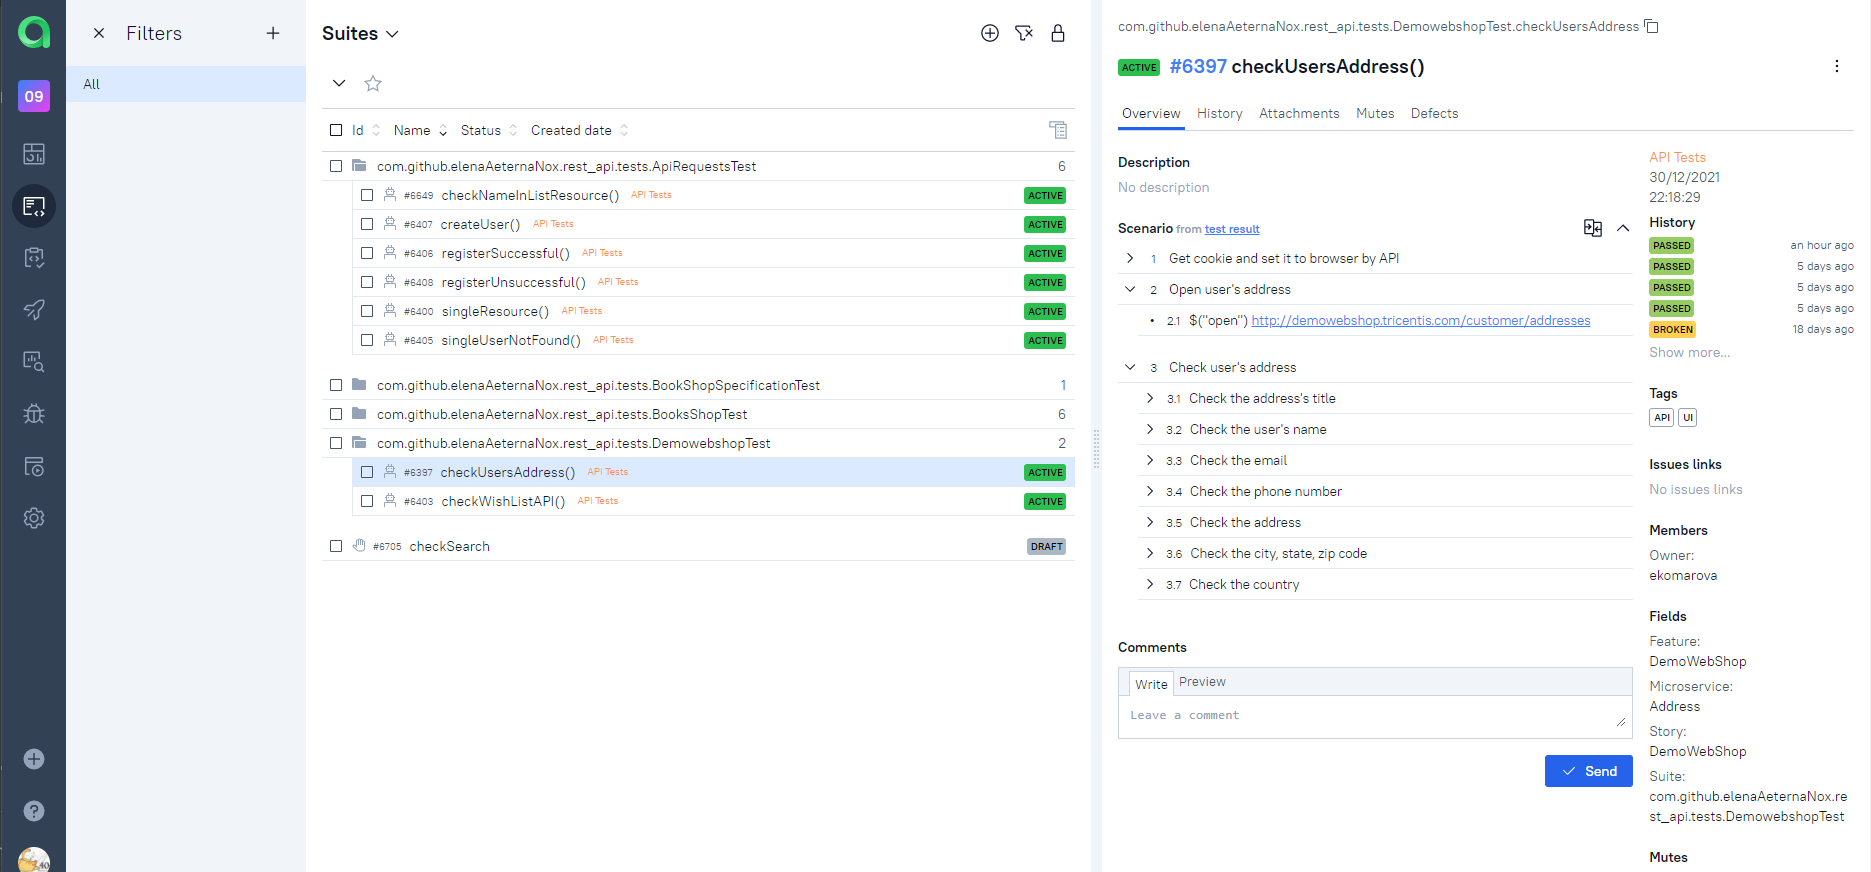 09
Filters
All
Suites
Id Name Status Created date
com.github.elenaAeternaNox.rest_api.tests.ApiRequestsTest 6
#6649 checkNameInListResource() API Tests ACTIVE
#6407 createUser() API Tests ACTIVE
#6406 registerSuccessful() API Tests ACTIVE
#6408 registerUnsuccessful() API Tests ACTIVE
#6400 singleResource() API Tests ACTIVE
#6405 singleUserNotFound() API Tests ACTIVE
com.github.elenaAeternaNox.rest_api.tests.BookShopSpecificationTest 1
com.github.elenaAeternaNox.rest_api.tests.BooksShopTest 6
com.github.elenaAeternaNox.rest_api.tests.DemowebshopTest 2
#6397 checkUsersAddress() API Tests ACTIVE
#6403 checkWishListAPI() API Tests ACTIVE
#6705 checkSearch DRAFT
com.github.elenaAeternaNox.rest_api.tests.DemowebshopTest.checkUsersAddress
ACTIVE #6397 checkUsersAddress()
Overview History Attachments Mutes Defects
Description
No description
Scenario from test result
1 Get cookie and set it to browser by API
2 Open user's address
• 2.1 $("open") http://demowebshop.tricentis.com/customer/addresses
3 Check user's address
3.1 Check the address's title
3.2 Check the user's name
3.3 Check the email
3.4 Check the phone number
3.5 Check the address
3.6 Check the city, state, zip code
3.7 Check the country
Comments
Write Preview
Leave a comment
Send
API Tests
30/12/2021
22:18:29
History
PASSED an hour ago
PASSED 5 days ago
PASSED 5 days ago
PASSED 5 days ago
BROKEN 18 days ago
Show more...
Tags
API UI
Issues links
No issues links
Members
Owner:
ekomarova
Fields
Feature:
DemoWebShop
Microservice:
Address
Story:
DemoWebShop
Suite:
com.github.elenaAeternaNox.re
st_api.tests.DemowebshopTest
Mutes